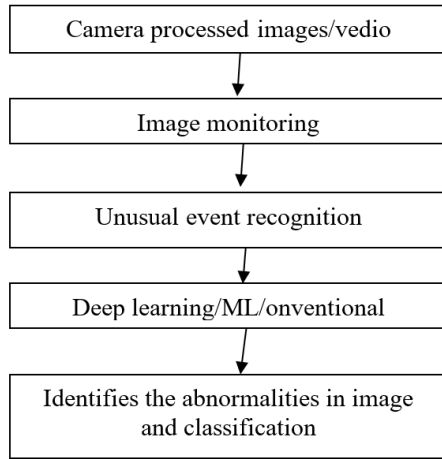 Camera processed images/vedio
Image monitoring
Unusual event recognition
Deep learning/ML/onventional
Identifies the abnormalities in image
and classification